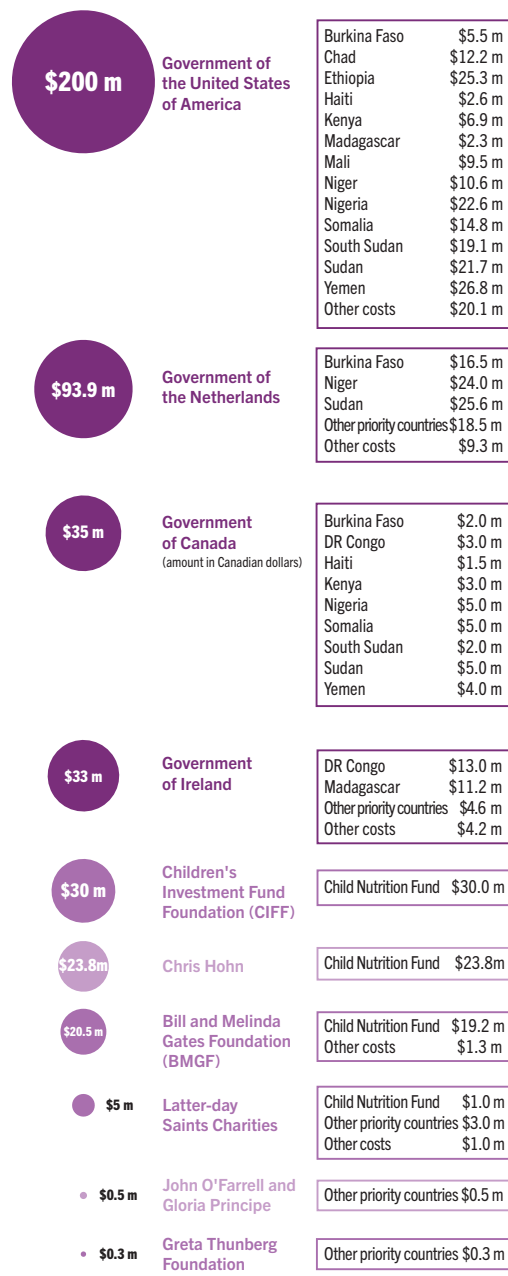 $200 m
Government of
the United States
of America
Burkina Faso $5.5 m
Chad $12.2 m
Ethiopia $25.3 m
Haiti $2.6 m
Kenya $6.9 m
Madagascar $2.3 m
Mali $9.5 m
Niger $10.6 m
Nigeria $22.6 m
Somalia $14.8 m
South Sudan $19.1 m
Sudan $21.7 m
Yemen $26.8 m
Other costs $20.1 m
$93.9 m
Government of
the Netherlands
Burkina Faso $16.5 m
Niger $24.0 m
Sudan $25.6 m
Other priority countries $18.5 m
Other costs $9.3 m
$35 m
Government
of Canada
(amount in Canadian dollars)
Burkina Faso $2.0 m
DR Congo $3.0 m
Haiti $1.5 m
Kenya $3.0 m
Nigeria $5.0 m
Somalia $5.0 m
South Sudan $2.0 m
Sudan $5.0 m
Yemen $4.0 m
$33 m
Government
of Ireland
DR Congo $13.0 m
Madagascar $11.2 m
Other priority countries $4.6 m
Other costs $4.2 m
$30 m
Children's
Investment Fund
Foundation (CIFF)
Child Nutrition Fund $30.0 m
$23.8m
Chris Hohn
Child Nutrition Fund $23.8m
$20.5 m
Bill and Melinda
Gates Foundation
(BMGF)
Child Nutrition Fund $19.2 m
Other costs $1.3 m
$5 m
Latter-day
Saints Charities
Child Nutrition Fund $1.0 m
Other priority countries $3.0 m
Other costs $1.0 m
$0.5 m
John O'Farrell and
Gloria Principe
Other priority countries $0.5 m
$0.3 m
Greta Thunberg
Foundation
Other priority countries $0.3 m